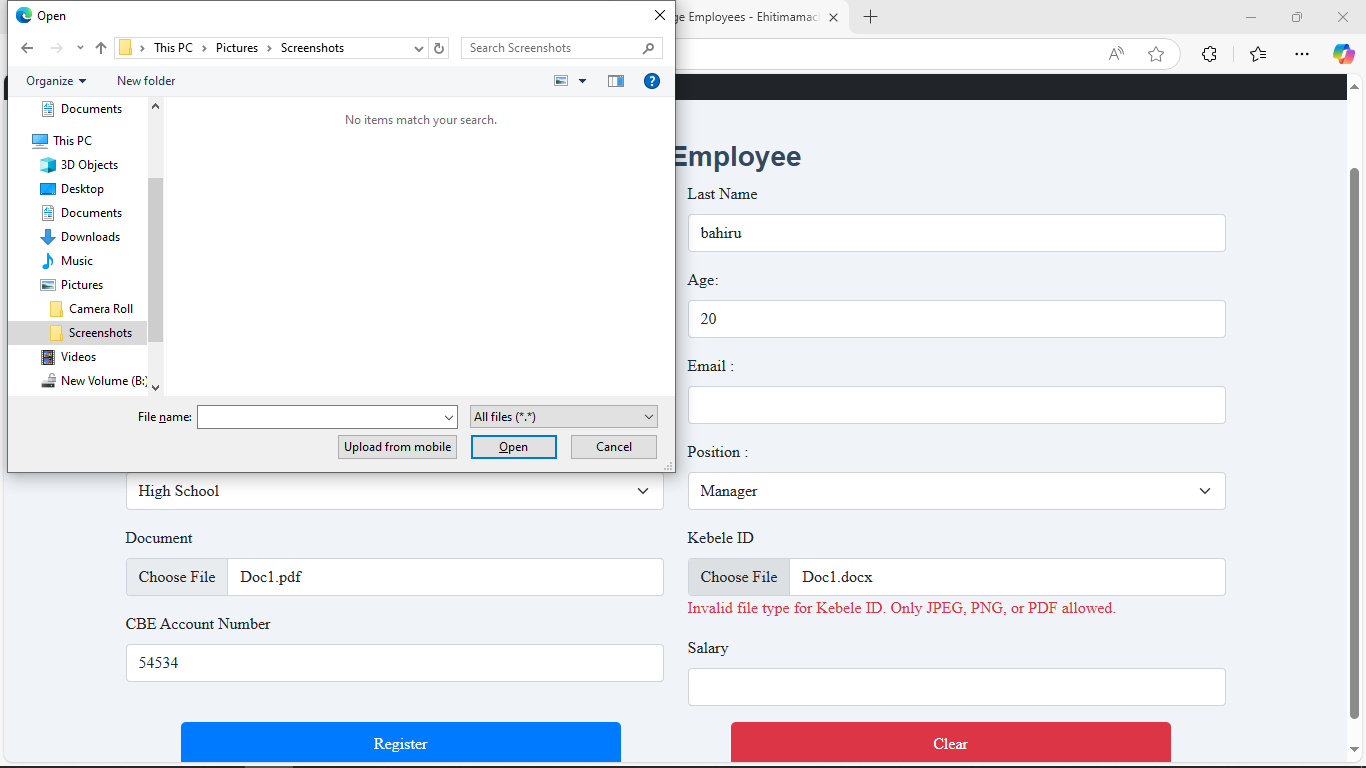 Open
ge Employees - Ehitimamac
This PC
Pictures
Screenshots
Search Screenshots
Organize
New folder
Documents
This PC
3D Objects
Desktop
Documents
Downloads
Music
Pictures
Camera Roll
Screenshots
Videos
New Volume (B:)
No items match your search.
File name:
All files (*.*)
Upload from mobile
Open
Cancel
Employee
Last Name
bahiru
Age:
20
Email :
Position :
High School
Manager
Document
Kebele ID
Choose File Doc1.pdf
Choose File Doc1.docx
Invalid file type for Kebele ID. Only JPEG, PNG, or PDF allowed.
CBE Account Number
54534
Salary
Register
Clear